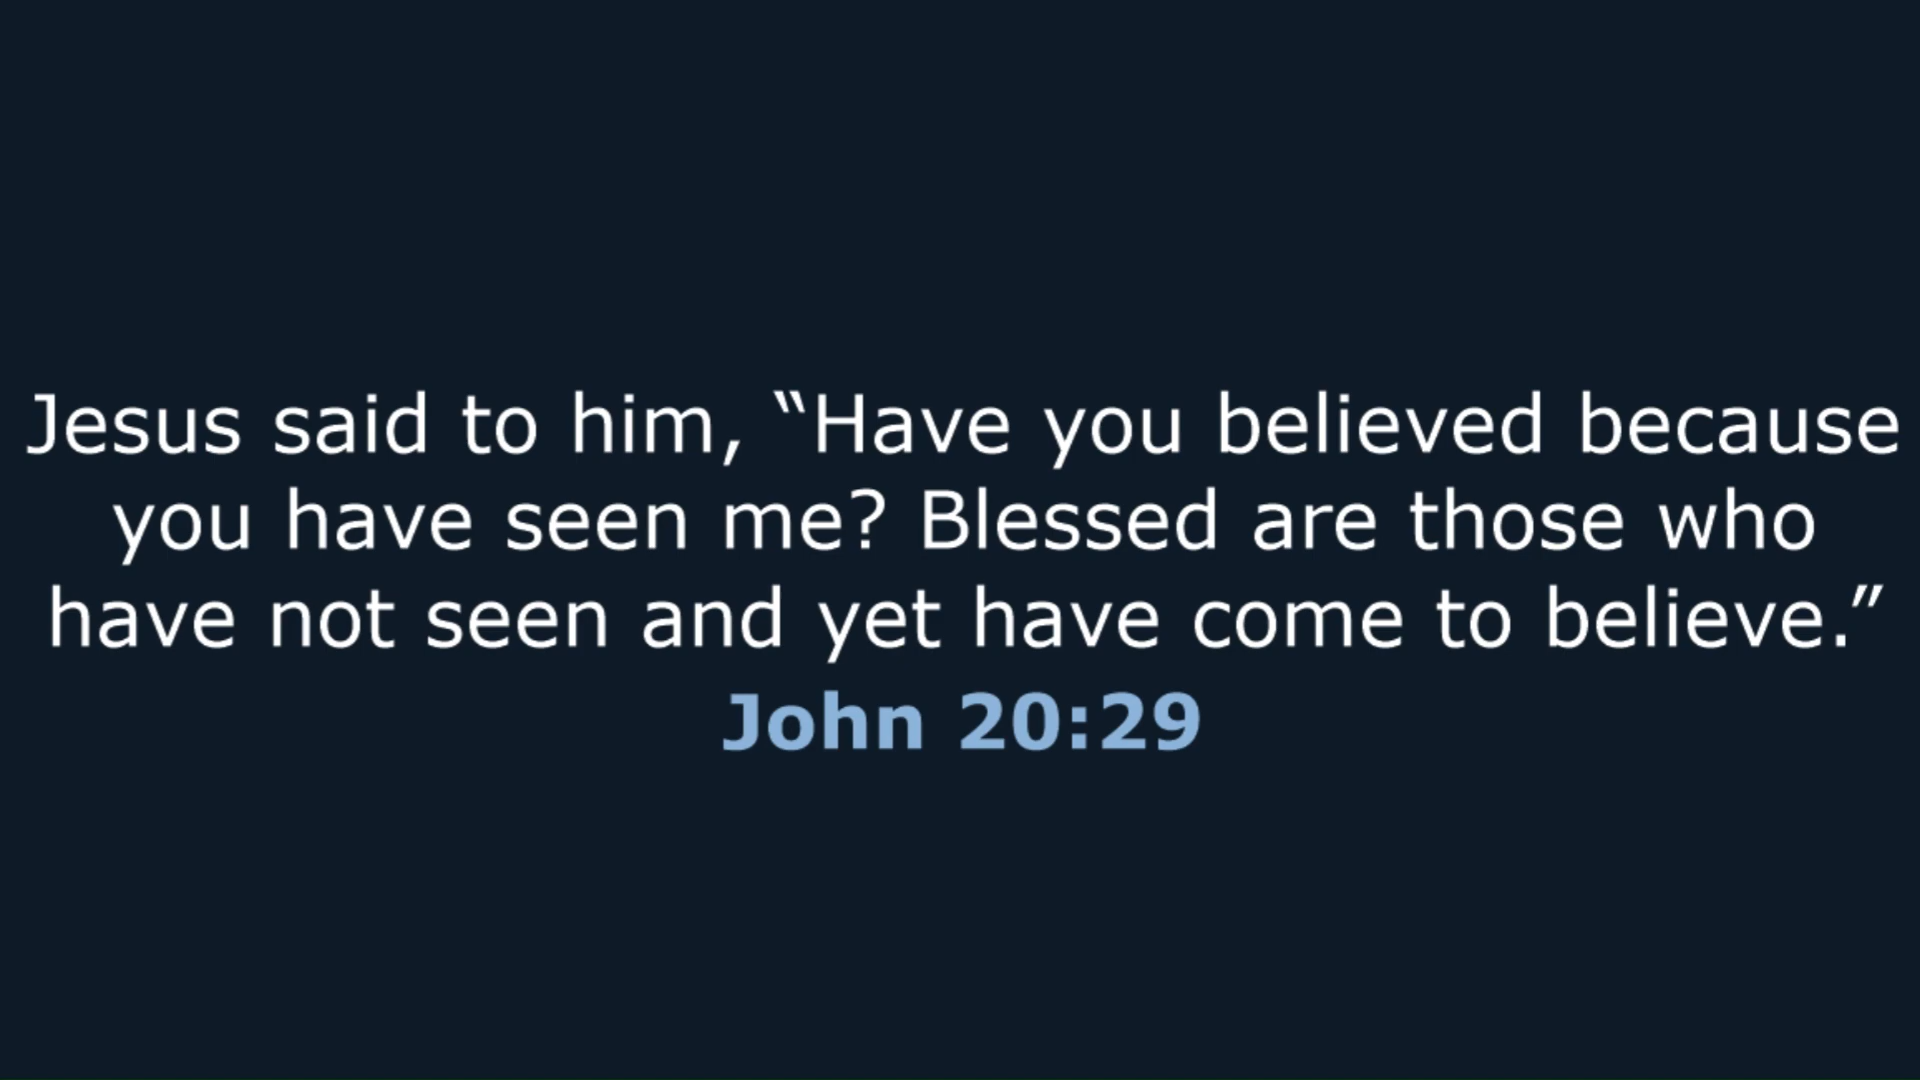 Jesus said to him, “Have you believed because
you have seen me? Blessed are those who
have not seen and yet have come to believe.”
John 20:29